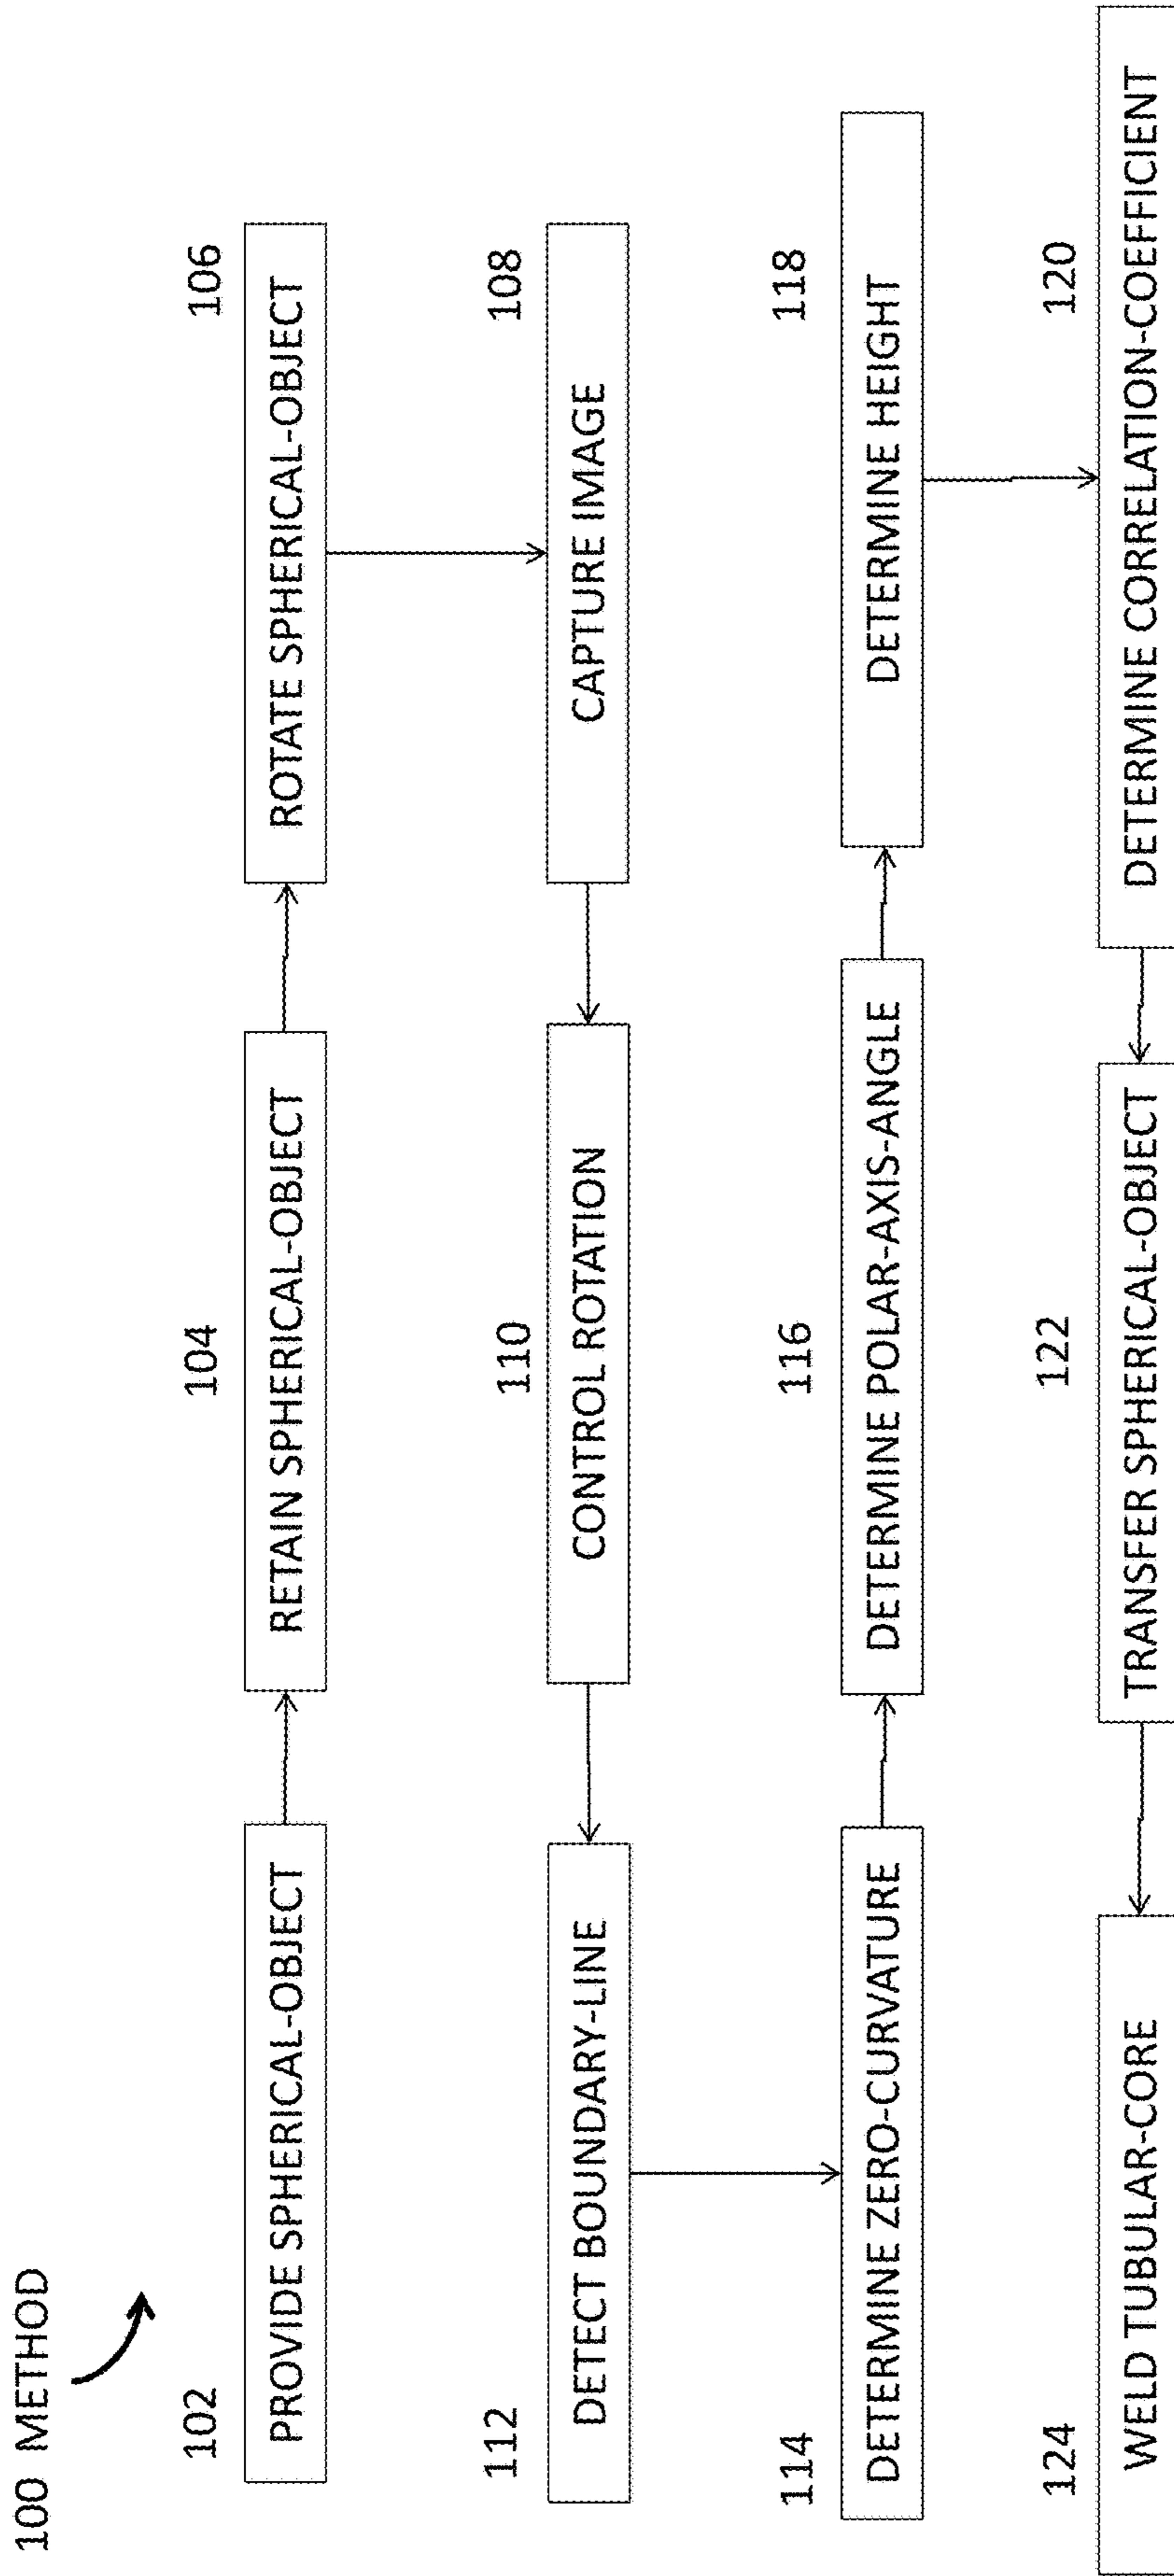 100 METHOD
102
PROVIDE SPHERICAL-OBJECT
104
RETAIN SPHERICAL-OBJECT
106
ROTATE SPHERICAL-OBJECT
108
CAPTURE IMAGE
110
CONTROL ROTATION
112
DETECT BOUNDARY-LINE
114
DETERMINE ZERO-CURVATURE
116
DETERMINE POLAR-AXIS-ANGLE
118
DETERMINE HEIGHT
120
DETERMINE CORRELATION-COEFFICIENT
122
TRANSFER SPHERICAL-OBJECT
124
WELD TUBULAR-CORE